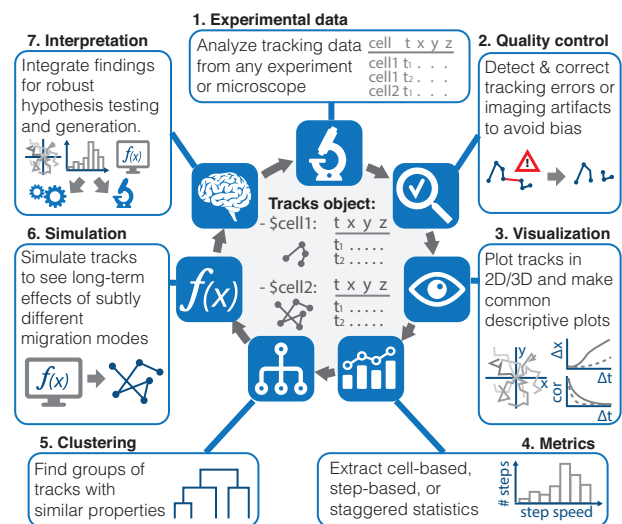 1. Experimental data
Analyze tracking data
from any experiment
or microscope
cell t x y z
cell1 t1 . . .
cell1 t2 . . .
cell2 t1 . . .
7. Interpretation
Integrate findings
for robust
hypothesis testing
and generation.
f(x)
2. Quality control
Detect & correct
tracking errors or
imaging artifacts
to avoid bias
Tracks object:
- $cell1: t x y z
t1 . . . . .
t2 . . . . .
- $cell2: t x y z
t1 . . . . .
t2 . . . . .
6. Simulation
Simulate tracks
to see long-term
effects of subtly
different
migration modes
f(x)
f(x)
3. Visualization
Plot tracks in
2D/3D and make
common
descriptive plots
y
x
Δx
Δt
cor
Δt
5. Clustering
Find groups of
tracks with
similar properties
4. Metrics
Extract cell-based,
step-based, or
staggered statistics
# steps
step speed